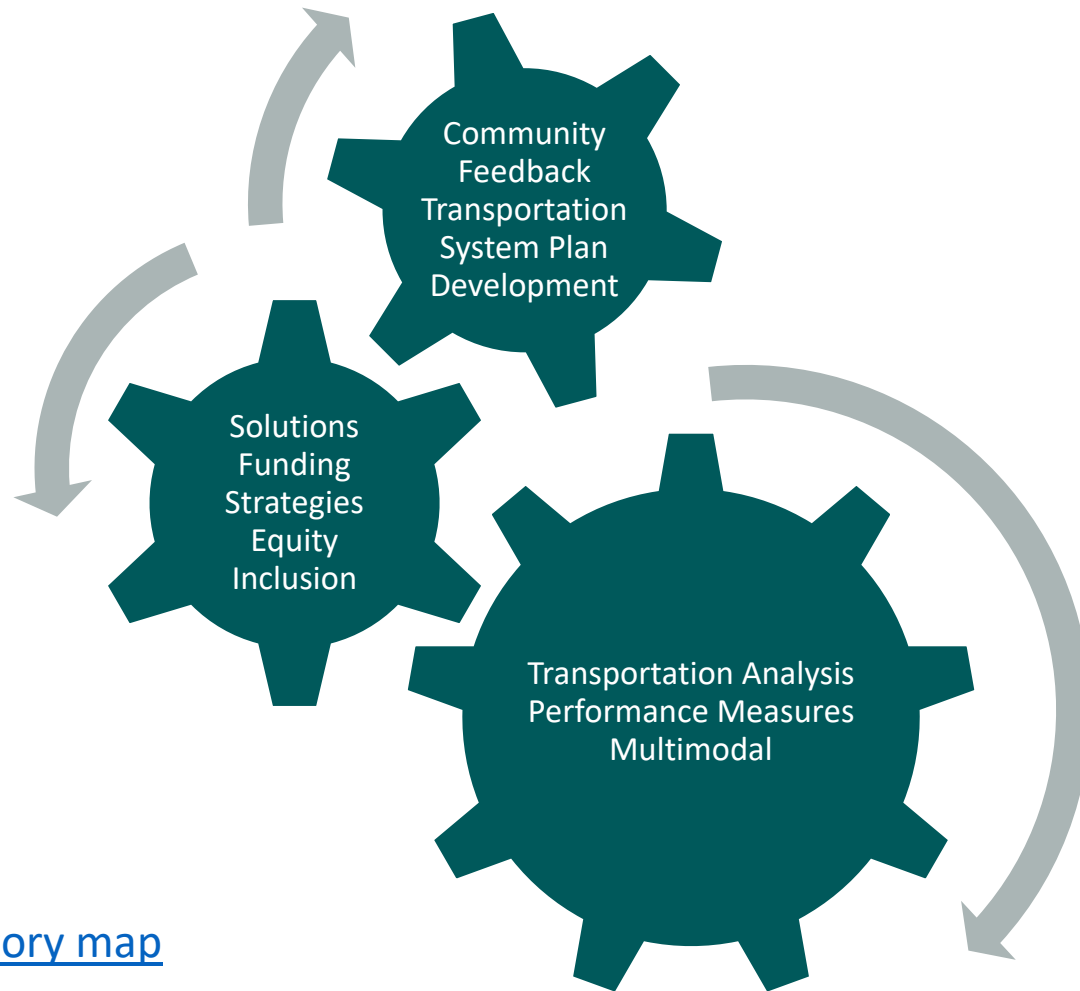 Community
Feedback
Transportation
System Plan
Development
Solutions
Funding
Strategies
Equity
Inclusion
Transportation Analysis
Performance Measures
Multimodal
ory map